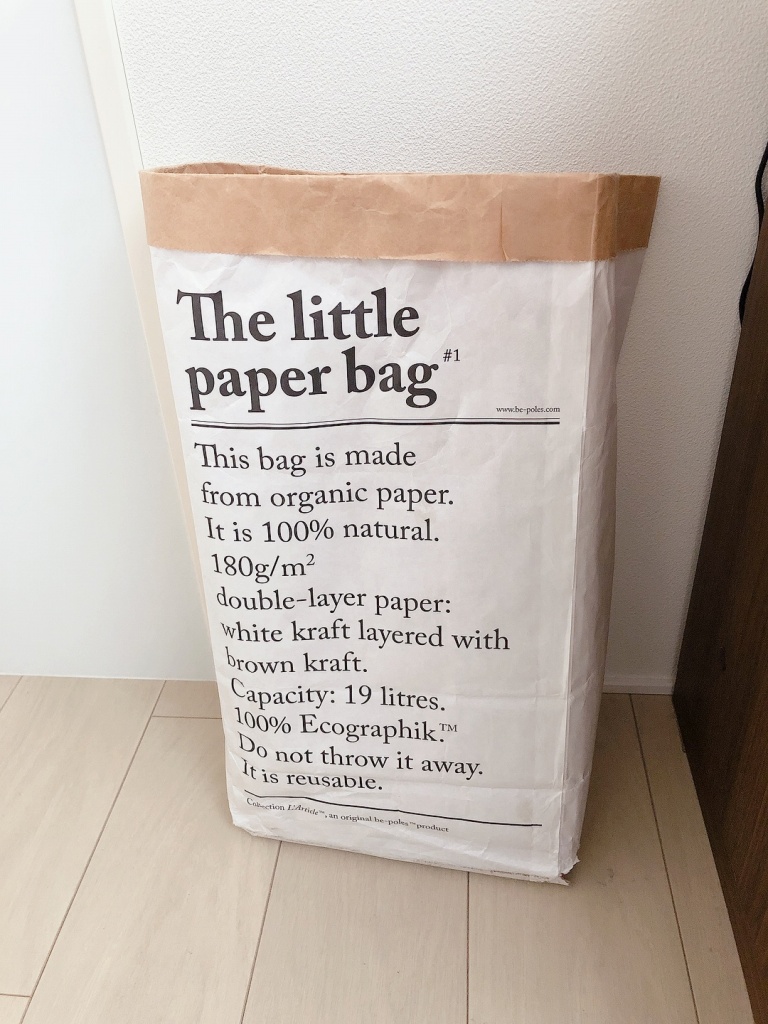 The little
paper bag #1
www.be-poles.com
This bag is made
from organic paper.
It is 100% natural.
180g/m²
double-layer paper:
white kraft layered with
brown kraft.
Capacity: 19 litres.
100% Ecographik.™
Do not throw it away.
It is reusable.
Collection L'Article™, an original be-poles™ product